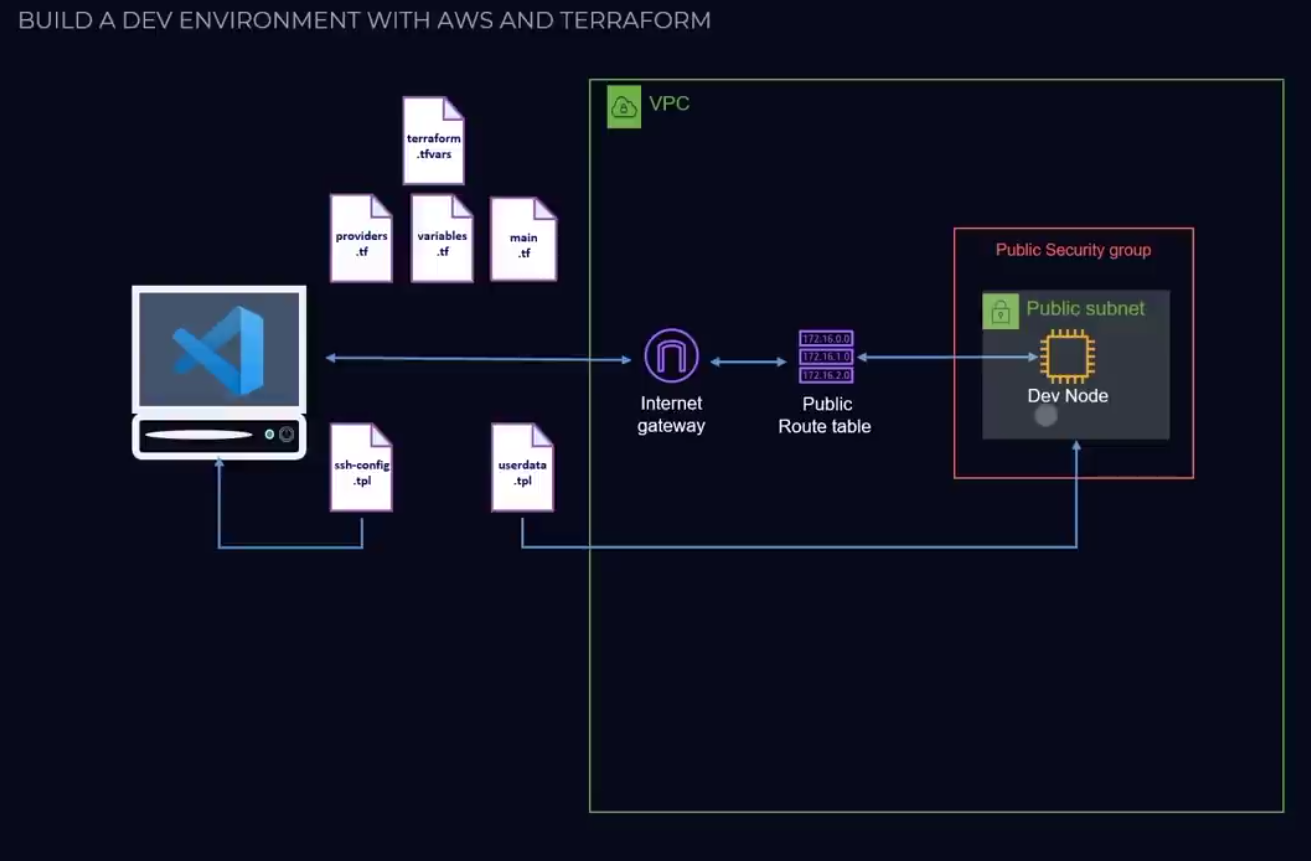 BUILD A DEV ENVIRONMENT WITH AWS AND TERRAFORM
VPC
terraform
.tfvars
providers
.tf
variables
.tf
main
.tf
Public Security group
Public subnet
172.16.0.0
172.16.1.0
172.16.2.0
Dev Node
Internet
gateway
Public
Route table
ssh-config
.tpl
userdata
.tpl